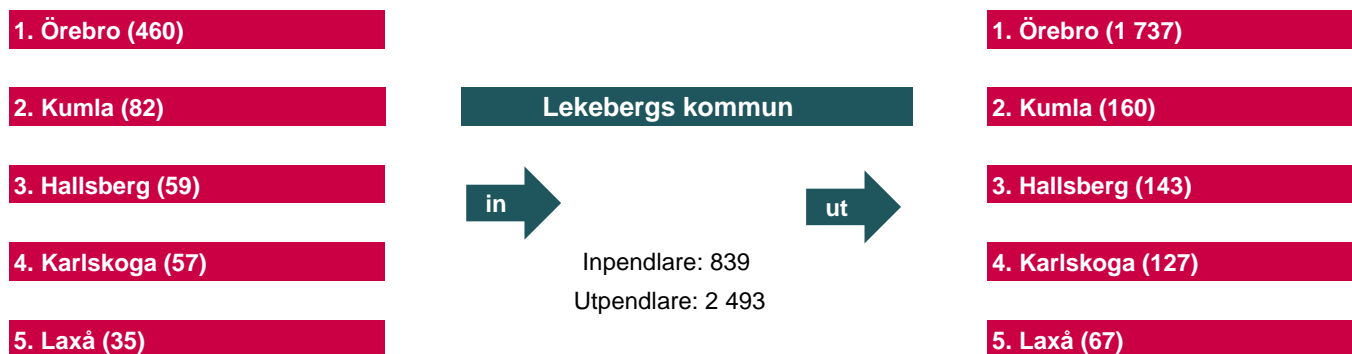 1. Örebro (460)
2. Kumla (82)
3. Hallsberg (59)
4. Karlskoga (57)
5. Laxå (35)
Lekebergs kommun
in
ut
Inpendlare: 839
Utpendlare: 2 493
1. Örebro (1 737)
2. Kumla (160)
3. Hallsberg (143)
4. Karlskoga (127)
5. Laxå (67)